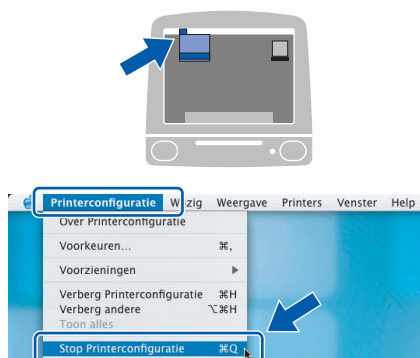 Printerconfiguratie Wijzig Weergave Printers Venster Help
Over Printerconfiguratie
Voorkeuren... ⌘,
Voorzieningen ▶
Verberg Printerconfiguratie ⌘H
Verberg andere ⌥⌘H
Toon alles
Stop Printerconfiguratie ⌘Q